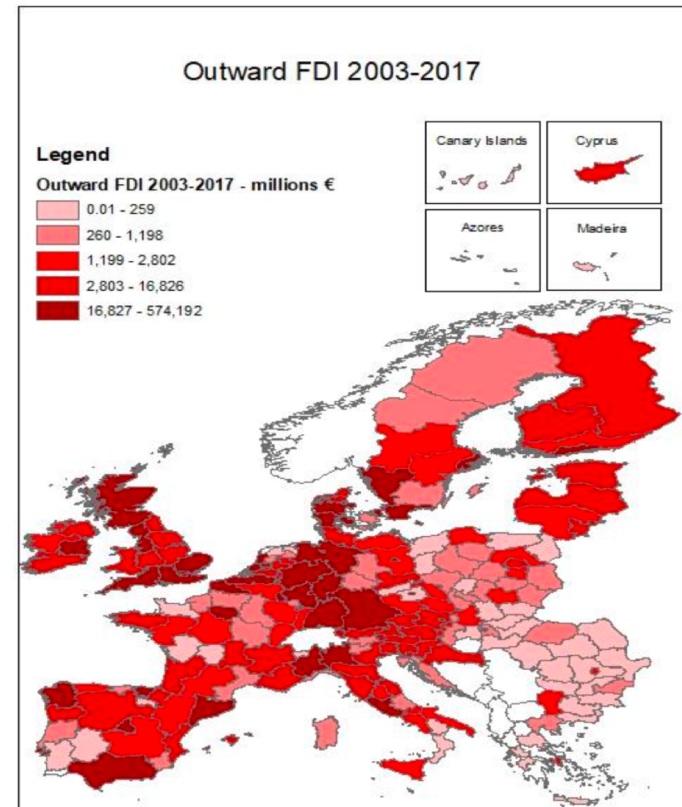 Outward FDI 2003-2017
Canary Islands
Cyprus
Azores
Madeira
Legend
Outward FDI 2003-2017 - millions €
0.01 - 259
260 - 1,198
1,199 - 2,802
2,803 - 16,826
16,827 - 574,192